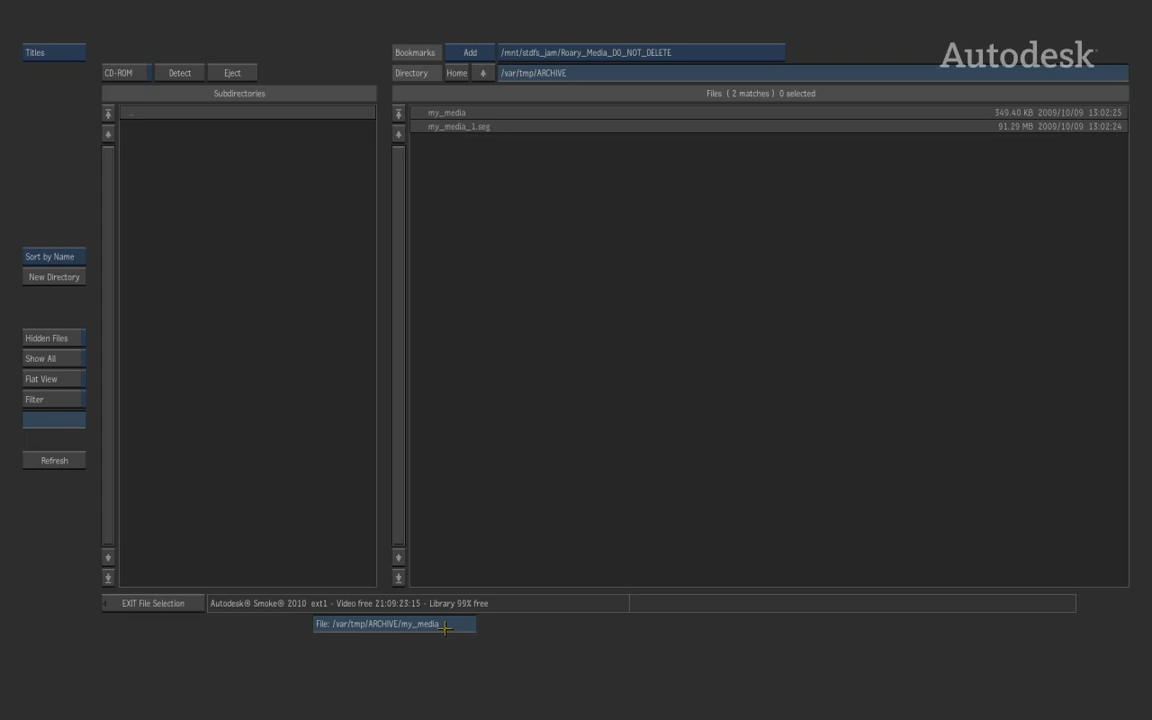 Titles
Bookmarks Add /mnt/stdfs_jam/Roary_Media_DO_NOT_DELETE
Autodesk
CD-ROM Detect Eject
Directory Home /var/tmp/ARCHIVE
Subdirectories
Files ( 2 matches ) 0 selected
..
my_media 349.40 KB 2009/10/09 13:02:25
my_media_1.seg 91.29 MB 2009/10/09 13:02:24
Sort by Name
New Directory
Hidden Files
Show All
Flat View
Filter
Refresh
EXIT File Selection
Autodesk® Smoke® 2010 ext1 - Video free 21:09:23:15 - Library 99% free
File: /var/tmp/ARCHIVE/my_media_